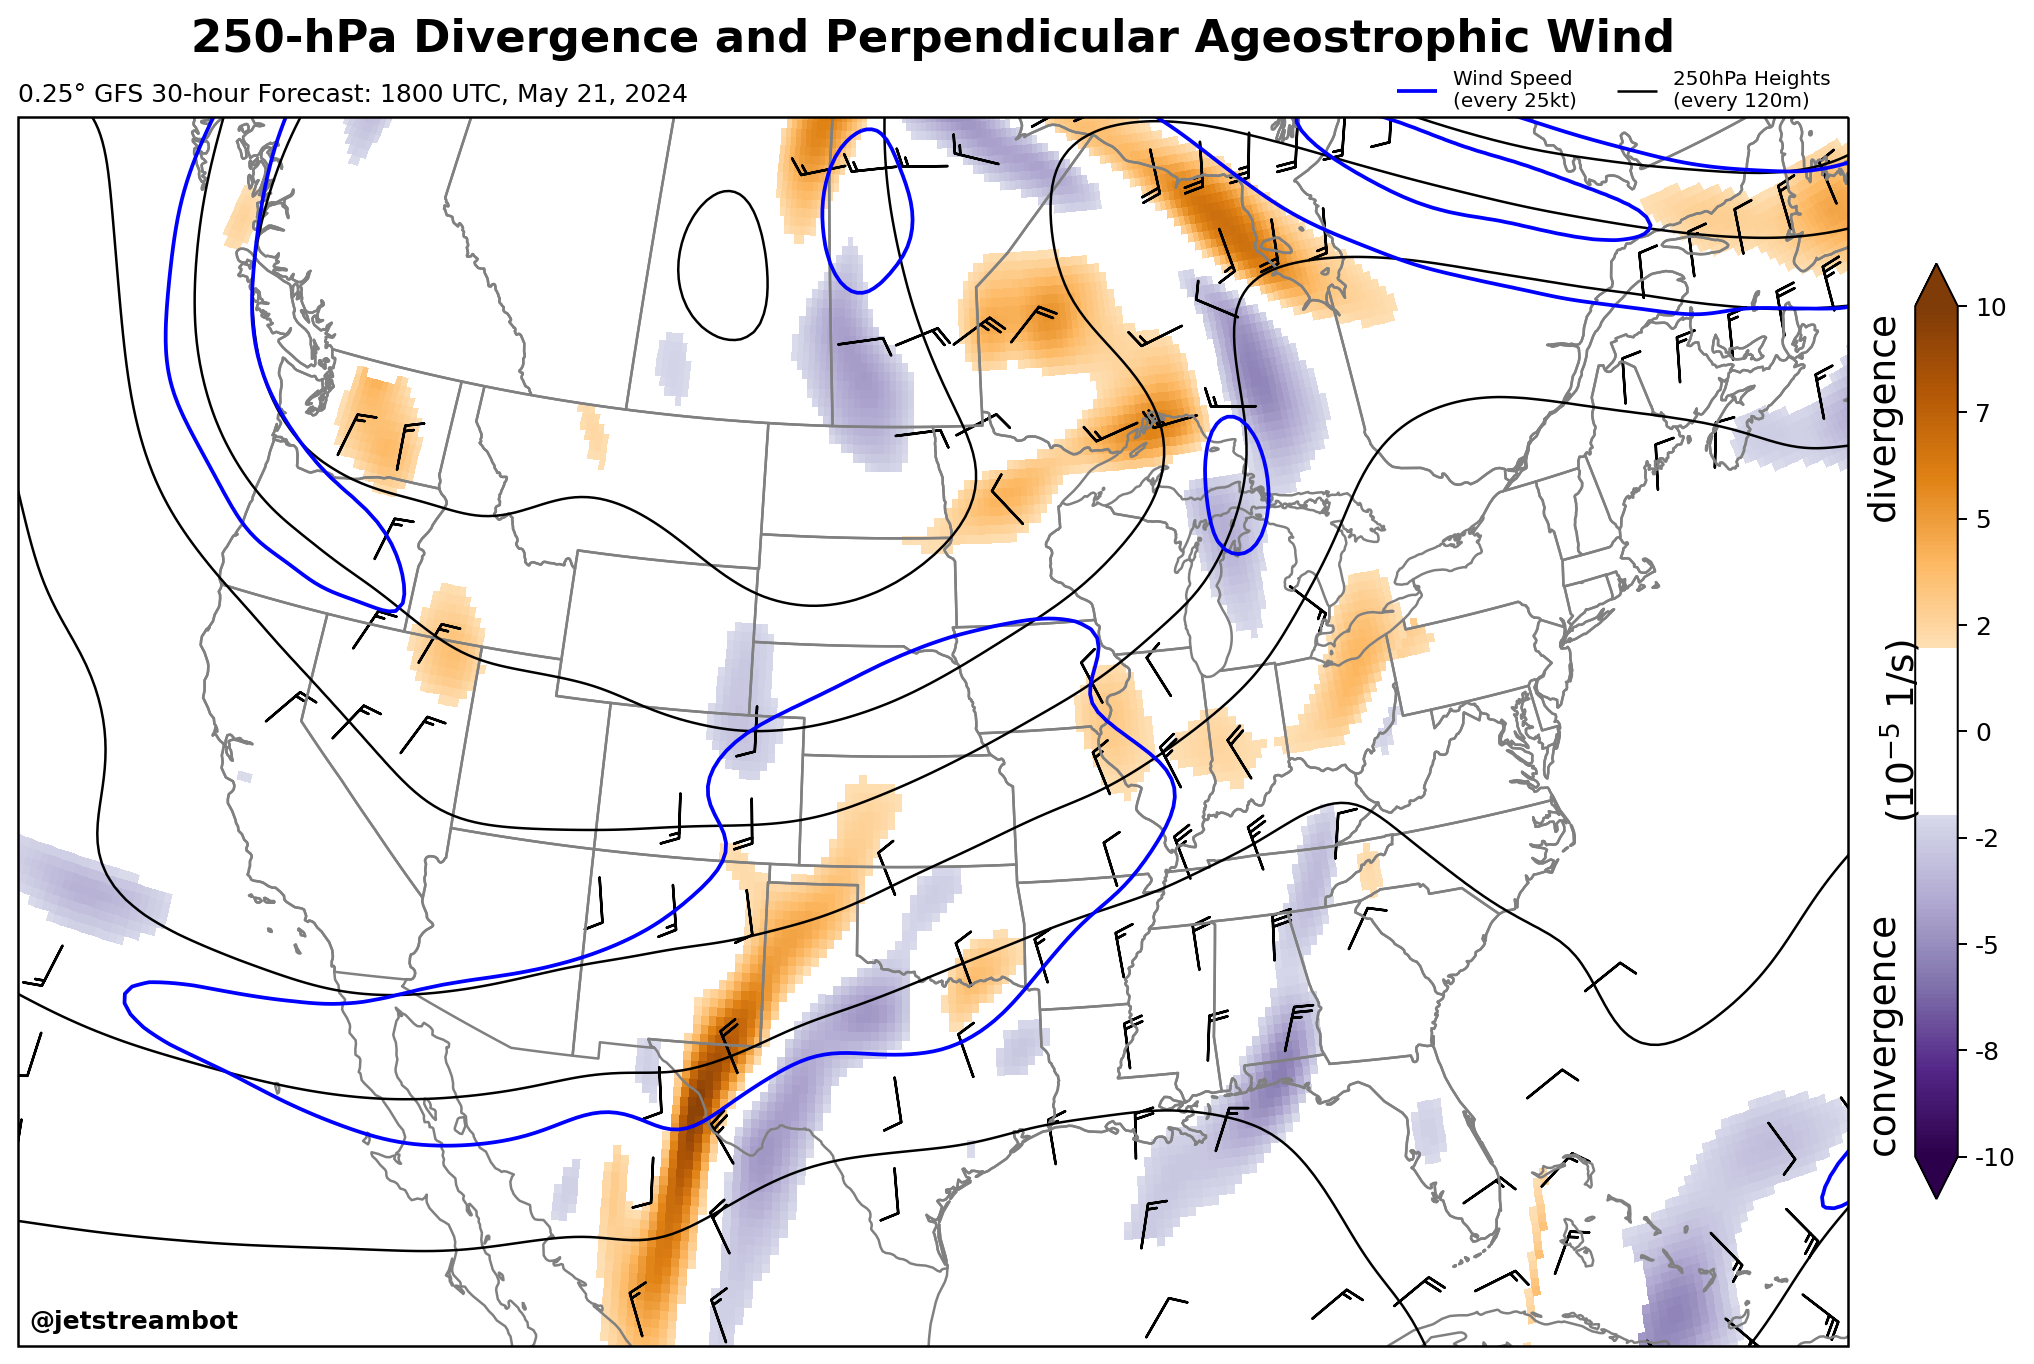 250-hPa Divergence and Perpendicular Ageostrophic Wind
0.25° GFS 30-hour Forecast: 1800 UTC, May 21, 2024
Wind Speed
(every 25kt)
250hPa Heights
(every 120m)
10
7
5
2
0
-2
-5
-8
-10
divergence
(10⁻⁵ 1/s)
convergence
@jetstreambot